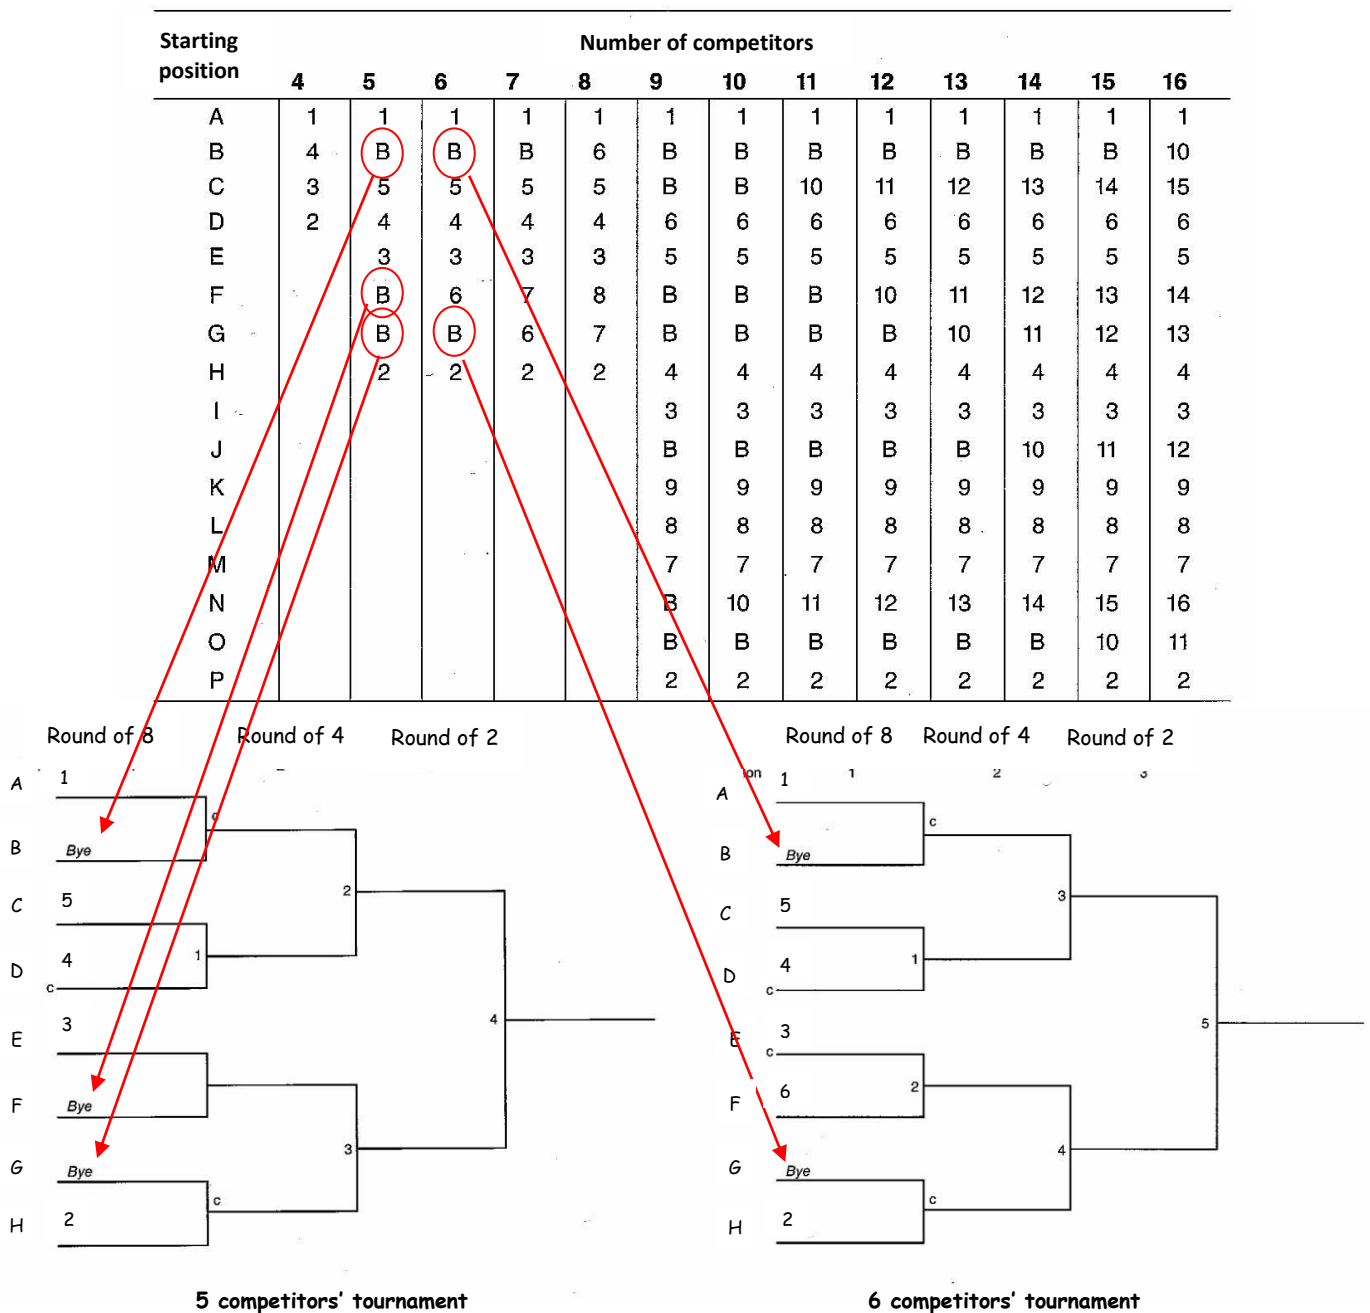 Starting position Number of competitors
4 5 6 7 8 9 10 11 12 13 14 15 16
A 1 1 1 1 1 1 1 1 1 1 1 1 1
B 4 B B B 6 B B B B B B B 10
C 3 5 5 5 5 B B 10 11 12 13 14 15
D 2 4 4 4 4 6 6 6 6 6 6 6 6
E 3 3 3 3 5 5 5 5 5 5 5 5
F B 6 7 8 B B B 10 11 12 13 14
G B B 6 7 B B B B 10 11 12 13
H 2 2 2 2 4 4 4 4 4 4 4 4
I 3 3 3 3 3 3 3 3
J B B B B B 10 11 12
K 9 9 9 9 9 9 9 9
L 8 8 8 8 8 8 8 8
M 7 7 7 7 7 7 7 7
N B 10 11 12 13 14 15 16
O B B B B B B 10 11
P 2 2 2 2 2 2 2 2
Round of 8 Round of 4 Round of 2
A 1
c
B Bye
2
C 5
1
D 4
c
4
E 3
F Bye
3
G Bye
c
H 2
5 competitors' tournament
Round of 8 Round of 4 Round of 2
on 1 2 3
A 1
c
B Bye
3
C 5
1
D 4
c
5
E 3
c
2
F 6
4
G Bye
c
H 2
6 competitors' tournament